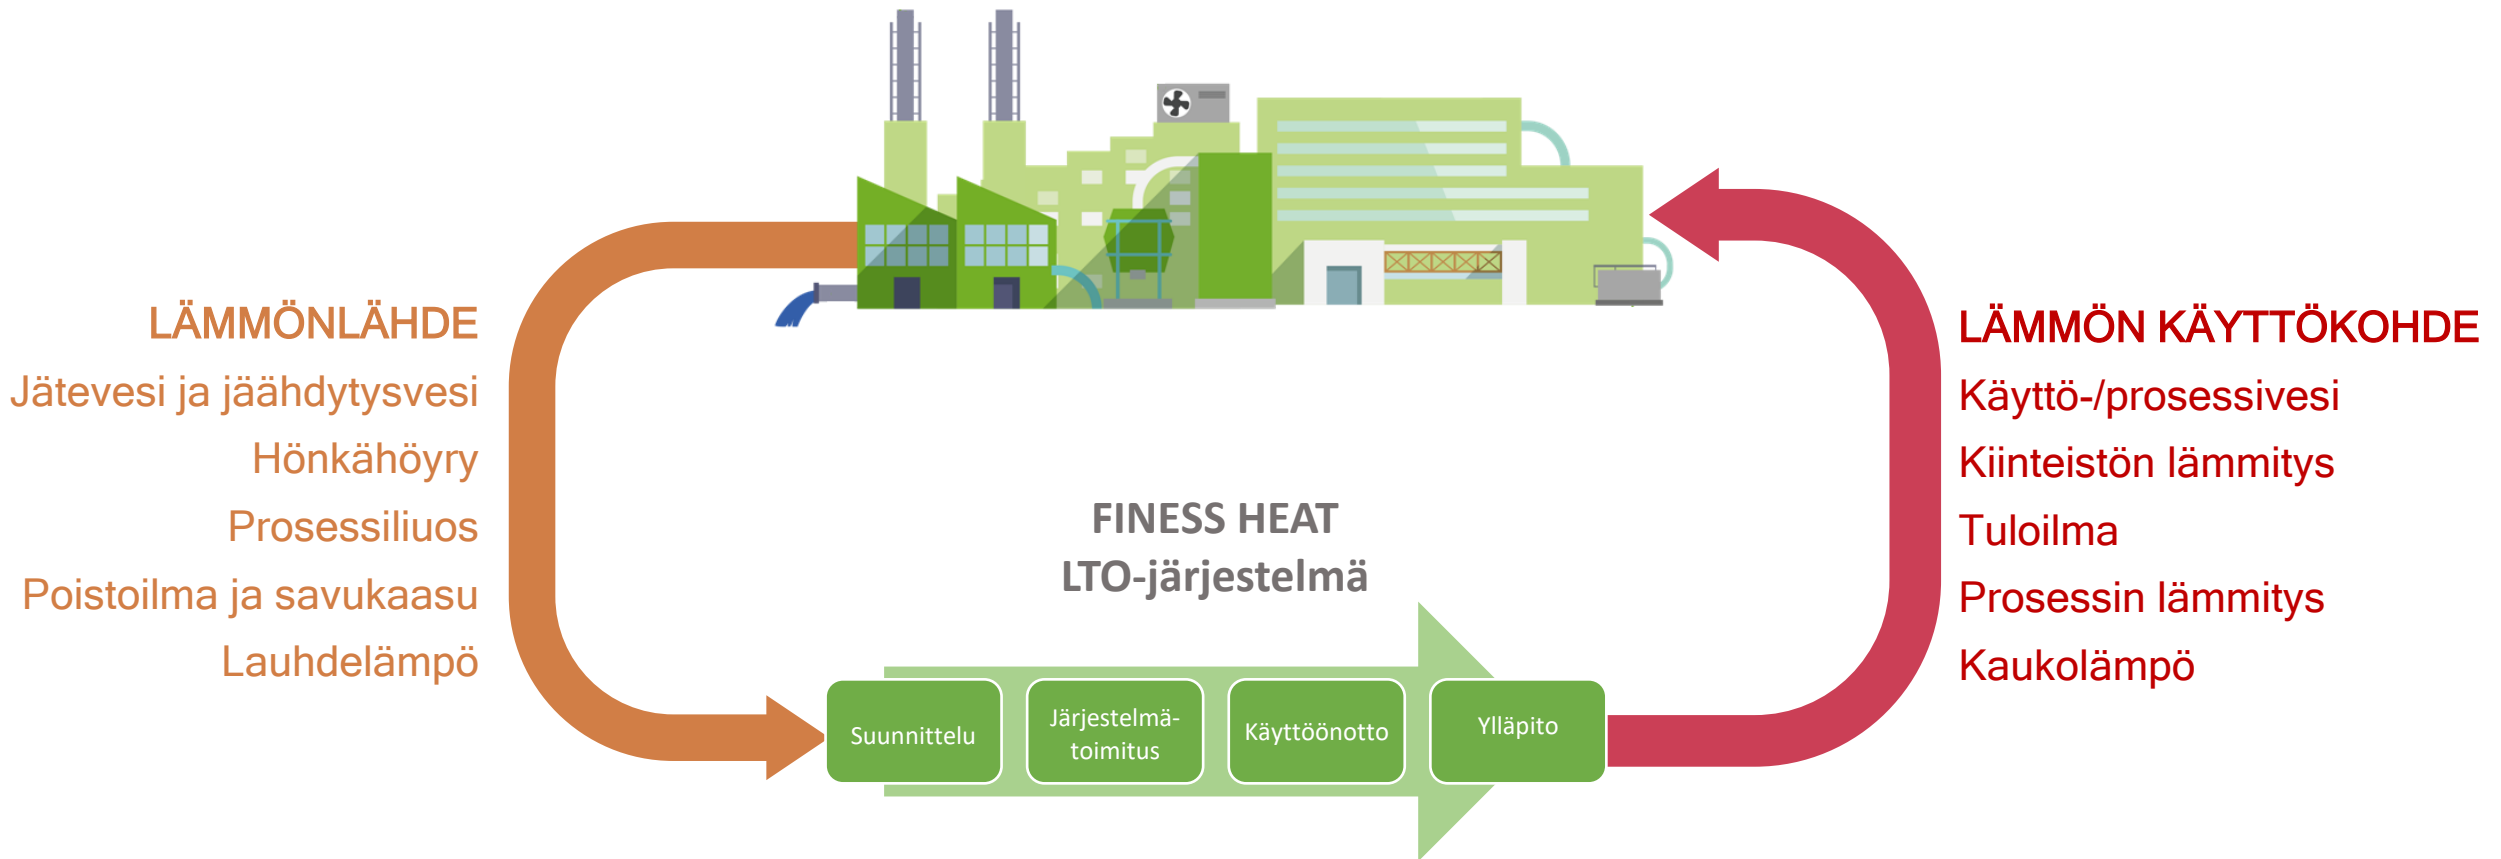 LÄMMÖNLÄHDE
Jätevesi ja jäähdytysvesi
Hönkähöyry
Prosessiliuos
Poistoilma ja savukaasu
Lauhdelämpö
FINESS HEAT
LTO-järjestelmä
Suunnittelu
Järjestelmä-
toimitus
Käyttöönotto
Ylläpito
LÄMMÖN KÄYTTÖKOHDE
Käyttö-/prosessivesi
Kiinteistön lämmitys
Tuloilma
Prosessin lämmitys
Kaukolämpö